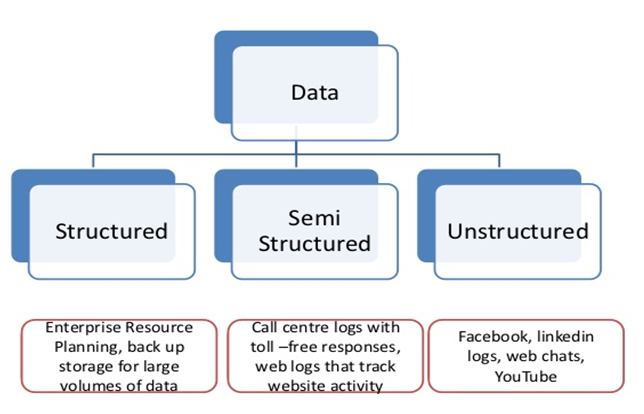 Data
Structured
Semi
Structured
Unstructured
Enterprise Resource
Planning, back up
storage for large
volumes of data
Call centre logs with
toll –free responses,
web logs that track
website activity
Facebook, linkedin
logs, web chats,
YouTube